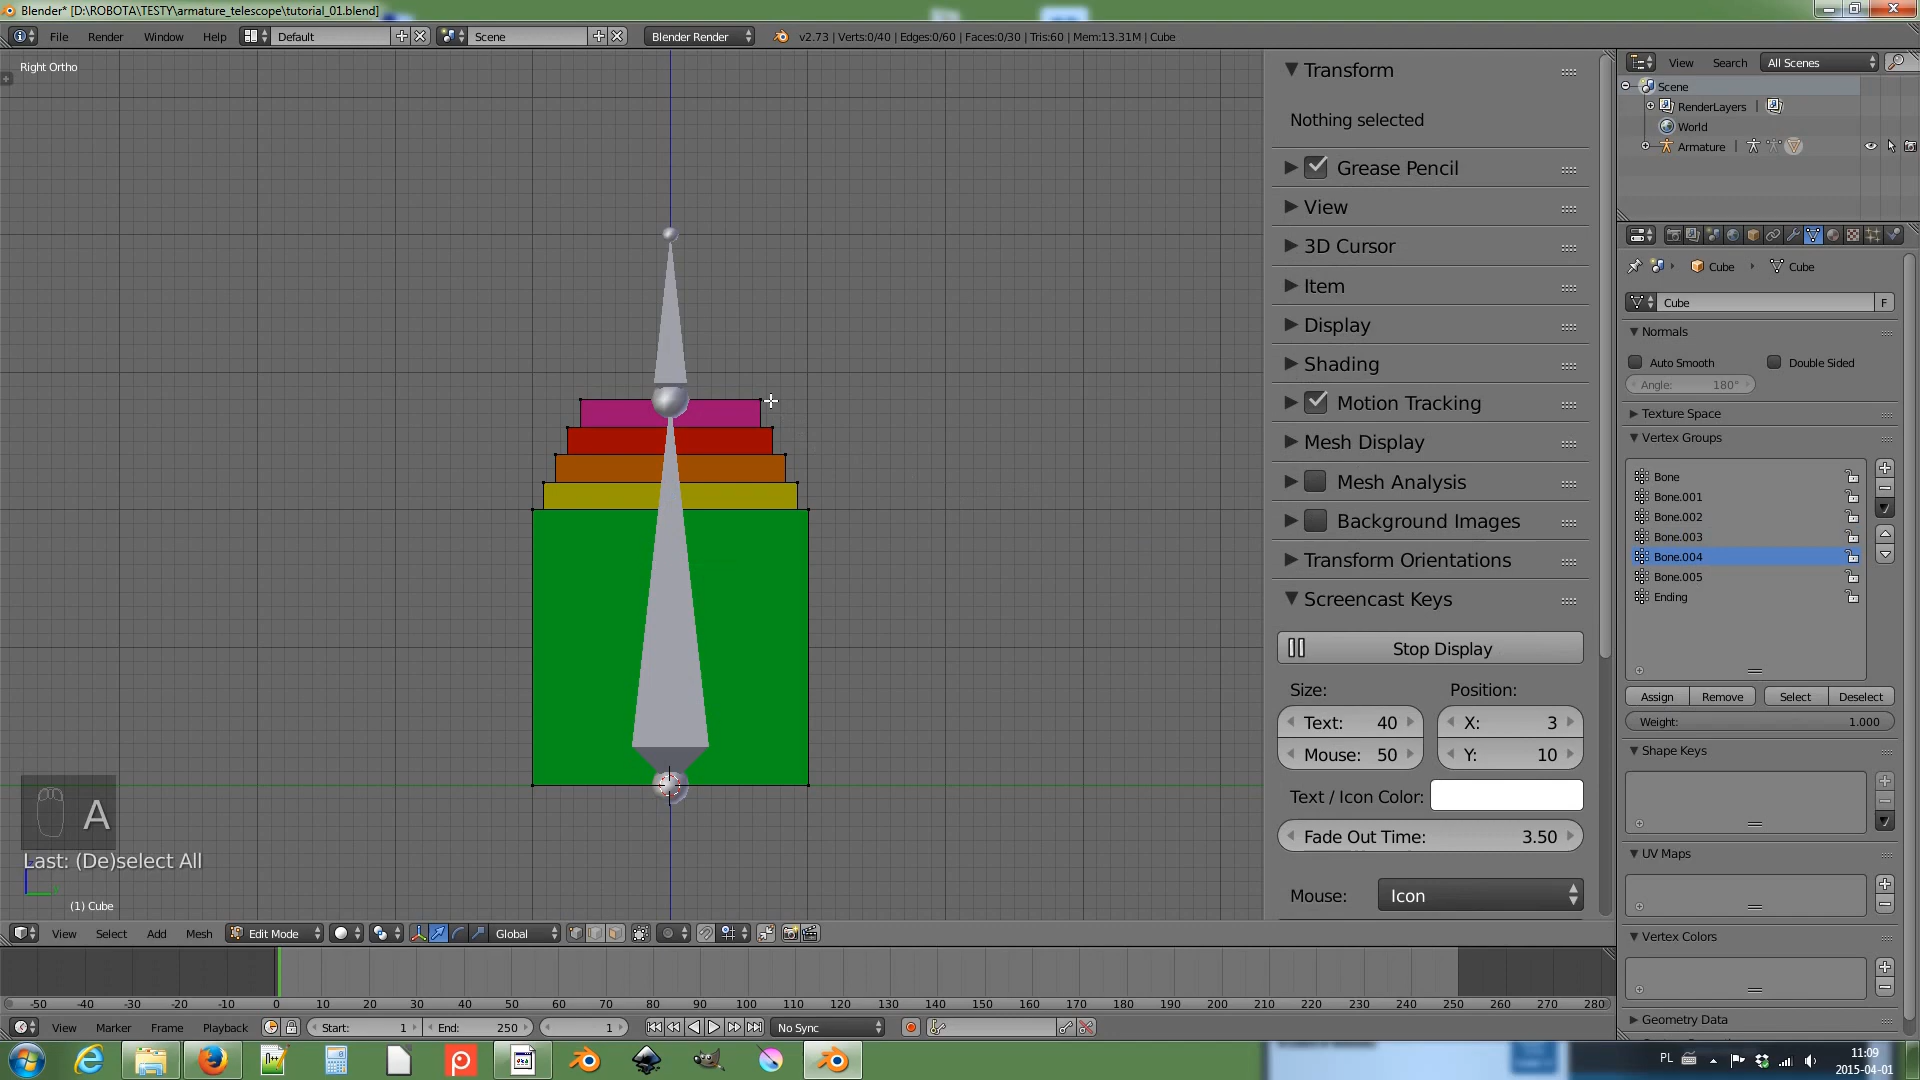 Blender* [D:\ROBOTA\TESTY\armature_telescope\tutorial_01.blend]
File Render Window Help Default Scene Blender Render v2.73 | Verts:0/40 | Edges:0/60 | Faces:0/30 | Tris:60 | Mem:13.31M | Cube
Right Ortho
Transform
Nothing selected
Grease Pencil
View
3D Cursor
Item
Display
Shading
Motion Tracking
Mesh Display
Mesh Analysis
Background Images
Transform Orientations
Screencast Keys
Stop Display
Size: Position:
Text: 40 X: 3
Mouse: 50 Y: 10
Text / Icon Color:
Fade Out Time: 3.50
Mouse: Icon
A
Last: (De)select All
(1) Cube
View Search All Scenes
Scene
RenderLayers |
World
Armature |
Cube Cube
Cube F
Normals
Auto Smooth Double Sided
Angle: 180°
Texture Space
Vertex Groups
Bone
Bone.001
Bone.002
Bone.003
Bone.004
Bone.005
Ending
Assign Remove Select Deselect
Weight: 1.000
Shape Keys
UV Maps
Vertex Colors
Geometry Data
View Select Add Mesh Edit Mode Global
-50 -40 -30 -20 -10 0 10 20 30 40 50 60 70 80 90 100 110 120 130 140 150 160 170 180 190 200 210 220 230 240 250 260 270 280
View Marker Frame Playback Start: 1 End: 250 1 No Sync
PL
11:09
2015-04-01